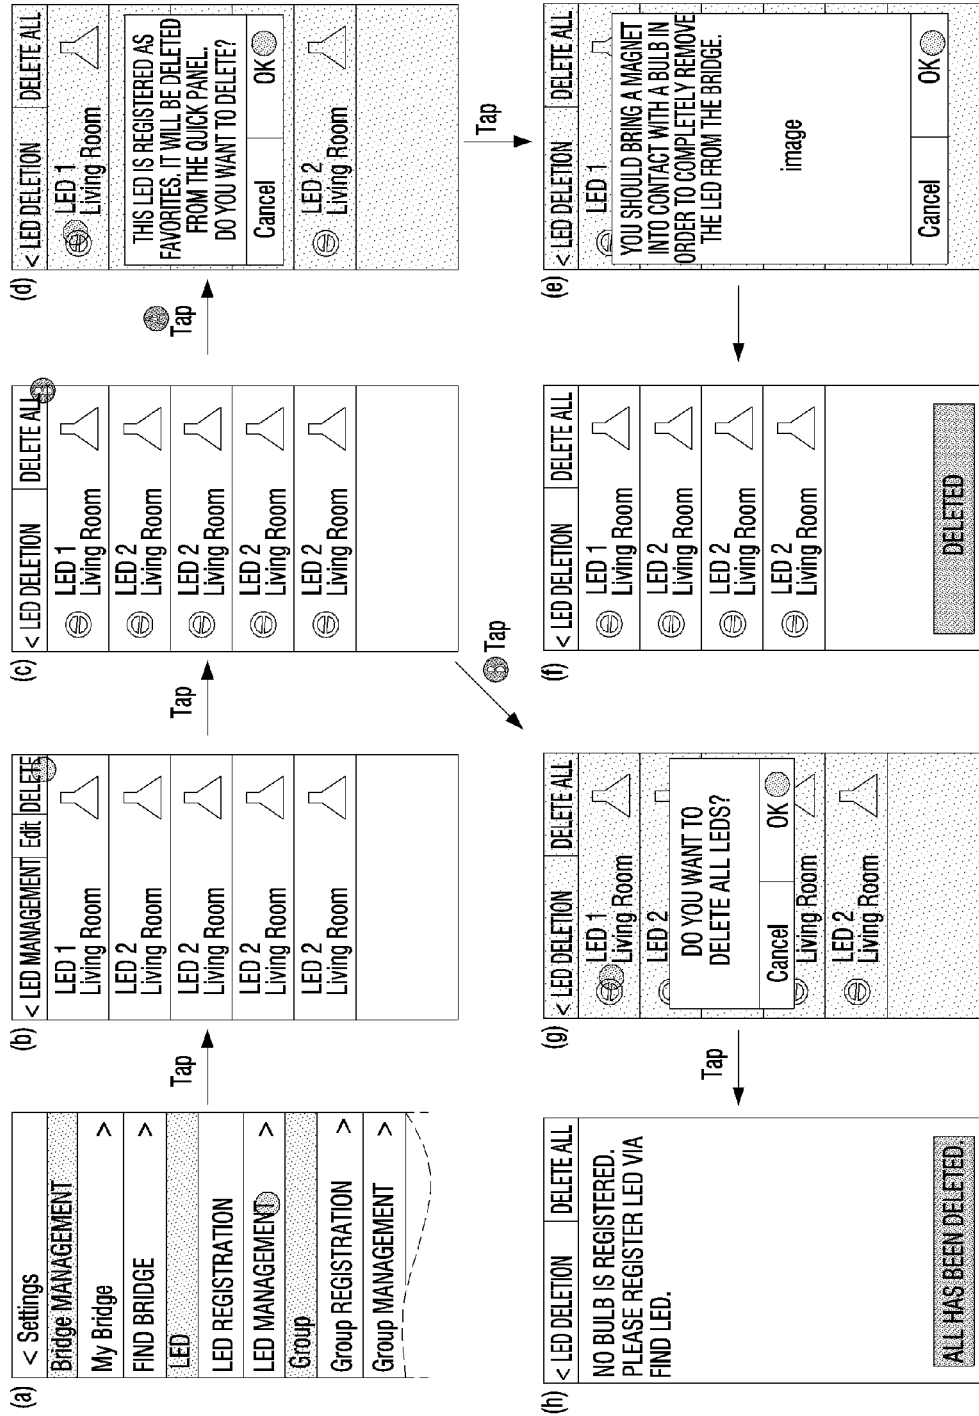 (a)
< Settings
Bridge MANAGEMENT
My Bridge >
FIND BRIDGE >
LED
LED REGISTRATION
LED MANAGEMENT >
Group
Group REGISTRATION >
Group MANAGEMENT >
Tap
(b)
< LED MANAGEMENT Edit DELETE
LED 1
Living Room
LED 2
Living Room
LED 2
Living Room
LED 2
Living Room
LED 2
Living Room
Tap
(c)
< LED DELETION DELETE ALL
B
LED 1
Living Room
LED 2
Living Room
LED 2
Living Room
LED 2
Living Room
LED 2
Living Room
Tap
(d)
< LED DELETION DELETE ALL
LED 1
Living Room
THIS LED IS REGISTERED AS
FAVORITES. IT WILL BE DELETED
FROM THE QUICK PANEL.
DO YOU WANT TO DELETE?
Cancel OK
LED 2
Living Room
Tap
(e)
< LED DELETION DELETE ALL
LED 1
YOU SHOULD BRING A MAGNET
INTO CONTACT WITH A BULB IN
ORDER TO COMPLETELY REMOVE
THE LED FROM THE BRIDGE.
image
Cancel OK
(f)
< LED DELETION DELETE ALL
LED 1
Living Room
LED 2
Living Room
LED 2
Living Room
LED 2
Living Room
DELETED
B Tap
(g)
< LED DELETION DELETE ALL
LED 1
Living Room
LED 2
DO YOU WANT TO
DELETE ALL LEDS?
Cancel OK
Living Room
LED 2
Living Room
Tap
(h)
< LED DELETION DELETE ALL
NO BULB IS REGISTERED.
PLEASE REGISTER LED VIA
FIND LED.
ALL HAS BEEN DELETED.